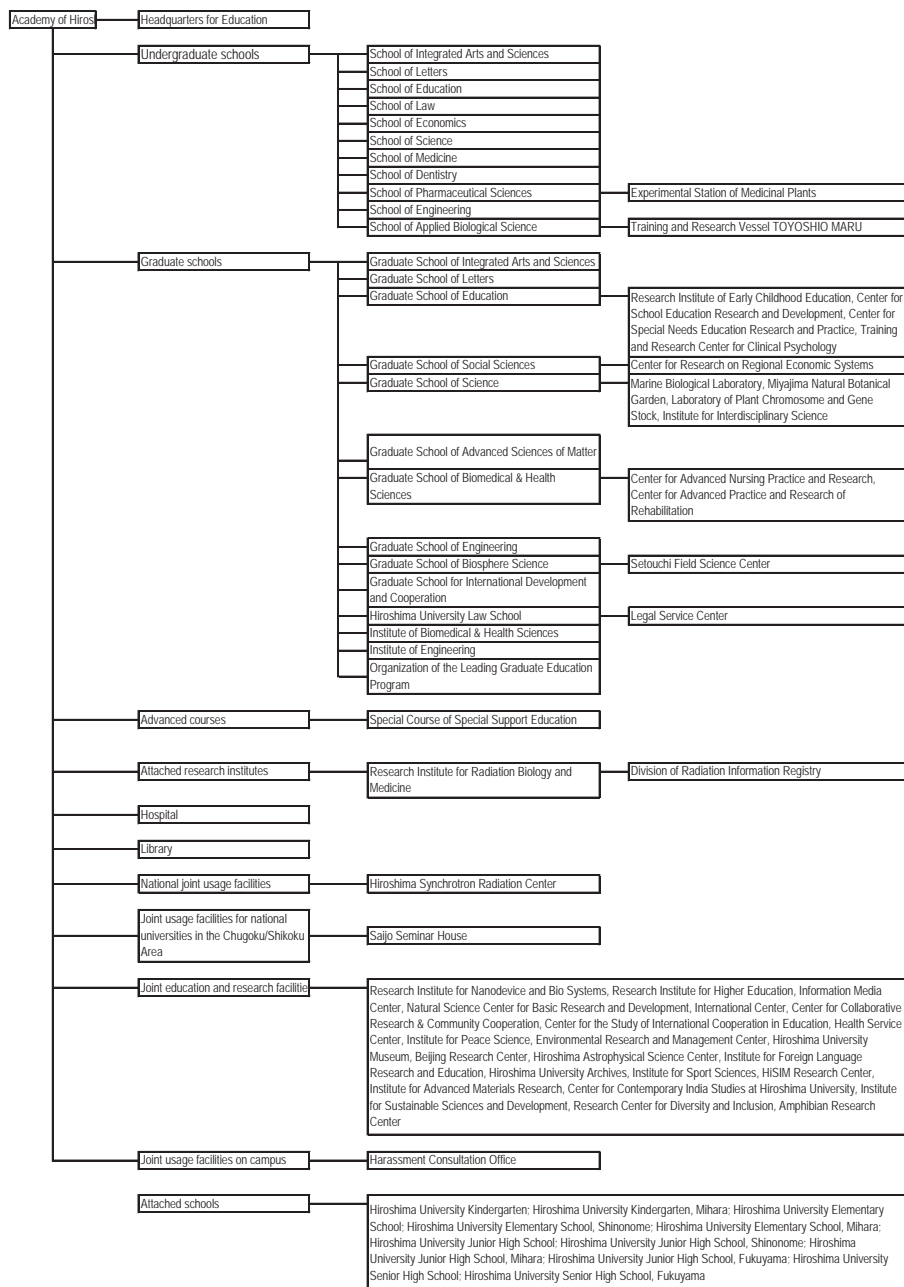 Academy of Hiros
Headquarters for Education
Undergraduate schools
School of Integrated Arts and Sciences
School of Letters
School of Education
School of Law
School of Economics
School of Science
School of Medicine
School of Dentistry
School of Pharmaceutical Sciences
Experimental Station of Medicinal Plants
School of Engineering
School of Applied Biological Science
Training and Research Vessel TOYOSHIO MARU
Graduate schools
Graduate School of Integrated Arts and Sciences
Graduate School of Letters
Graduate School of Education
Research Institute of Early Childhood Education, Center for
School Education Research and Development, Center for
Special Needs Education Research and Practice, Training
and Research Center for Clinical Psychology
Graduate School of Social Sciences
Center for Research on Regional Economic Systems
Graduate School of Science
Marine Biological Laboratory, Miyajima Natural Botanical
Garden, Laboratory of Plant Chromosome and Gene
Stock, Institute for Interdisciplinary Science
Graduate School of Advanced Sciences of Matter
Graduate School of Biomedical & Health
Sciences
Center for Advanced Nursing Practice and Research,
Center for Advanced Practice and Research of
Rehabilitation
Graduate School of Engineering
Graduate School of Biosphere Science
Setouchi Field Science Center
Graduate School for International Development
and Cooperation
Hiroshima University Law School
Legal Service Center
Institute of Biomedical & Health Sciences
Institute of Engineering
Organization of the Leading Graduate Education
Program
Advanced courses
Special Course of Special Support Education
Attached research institutes
Research Institute for Radiation Biology and
Medicine
Division of Radiation Information Registry
Hospital
Library
National joint usage facilities
Hiroshima Synchrotron Radiation Center
Joint usage facilities for national
universities in the Chugoku/Shikoku
Area
Saijo Seminar House
Joint education and research facilitie
Research Institute for Nanodevice and Bio Systems, Research Institute for Higher Education, Information Media
Center, Natural Science Center for Basic Research and Development, International Center, Center for Collaborative
Research & Community Cooperation, Center for the Study of International Cooperation in Education, Health Service
Center, Institute for Peace Science, Environmental Research and Management Center, Hiroshima University
Museum, Beijing Research Center, Hiroshima Astrophysical Science Center, Institute for Foreign Language
Research and Education, Hiroshima University Archives, Institute for Sport Sciences, HiSIM Research Center,
Institute for Advanced Materials Research, Center for Contemporary India Studies at Hiroshima University, Institute
for Sustainable Sciences and Development, Research Center for Diversity and Inclusion, Amphibian Research
Center
Joint usage facilities on campus
Harassment Consultation Office
Attached schools
Hiroshima University Kindergarten; Hiroshima University Kindergarten, Mihara; Hiroshima University Elementary
School; Hiroshima University Elementary School, Shinonome; Hiroshima University Elementary School, Mihara;
Hiroshima University Junior High School; Hiroshima University Junior High School, Shinonome; Hiroshima
University Junior High School, Mihara; Hiroshima University Junior High School, Fukuyama; Hiroshima University
Senior High School; Hiroshima University Senior High School, Fukuyama